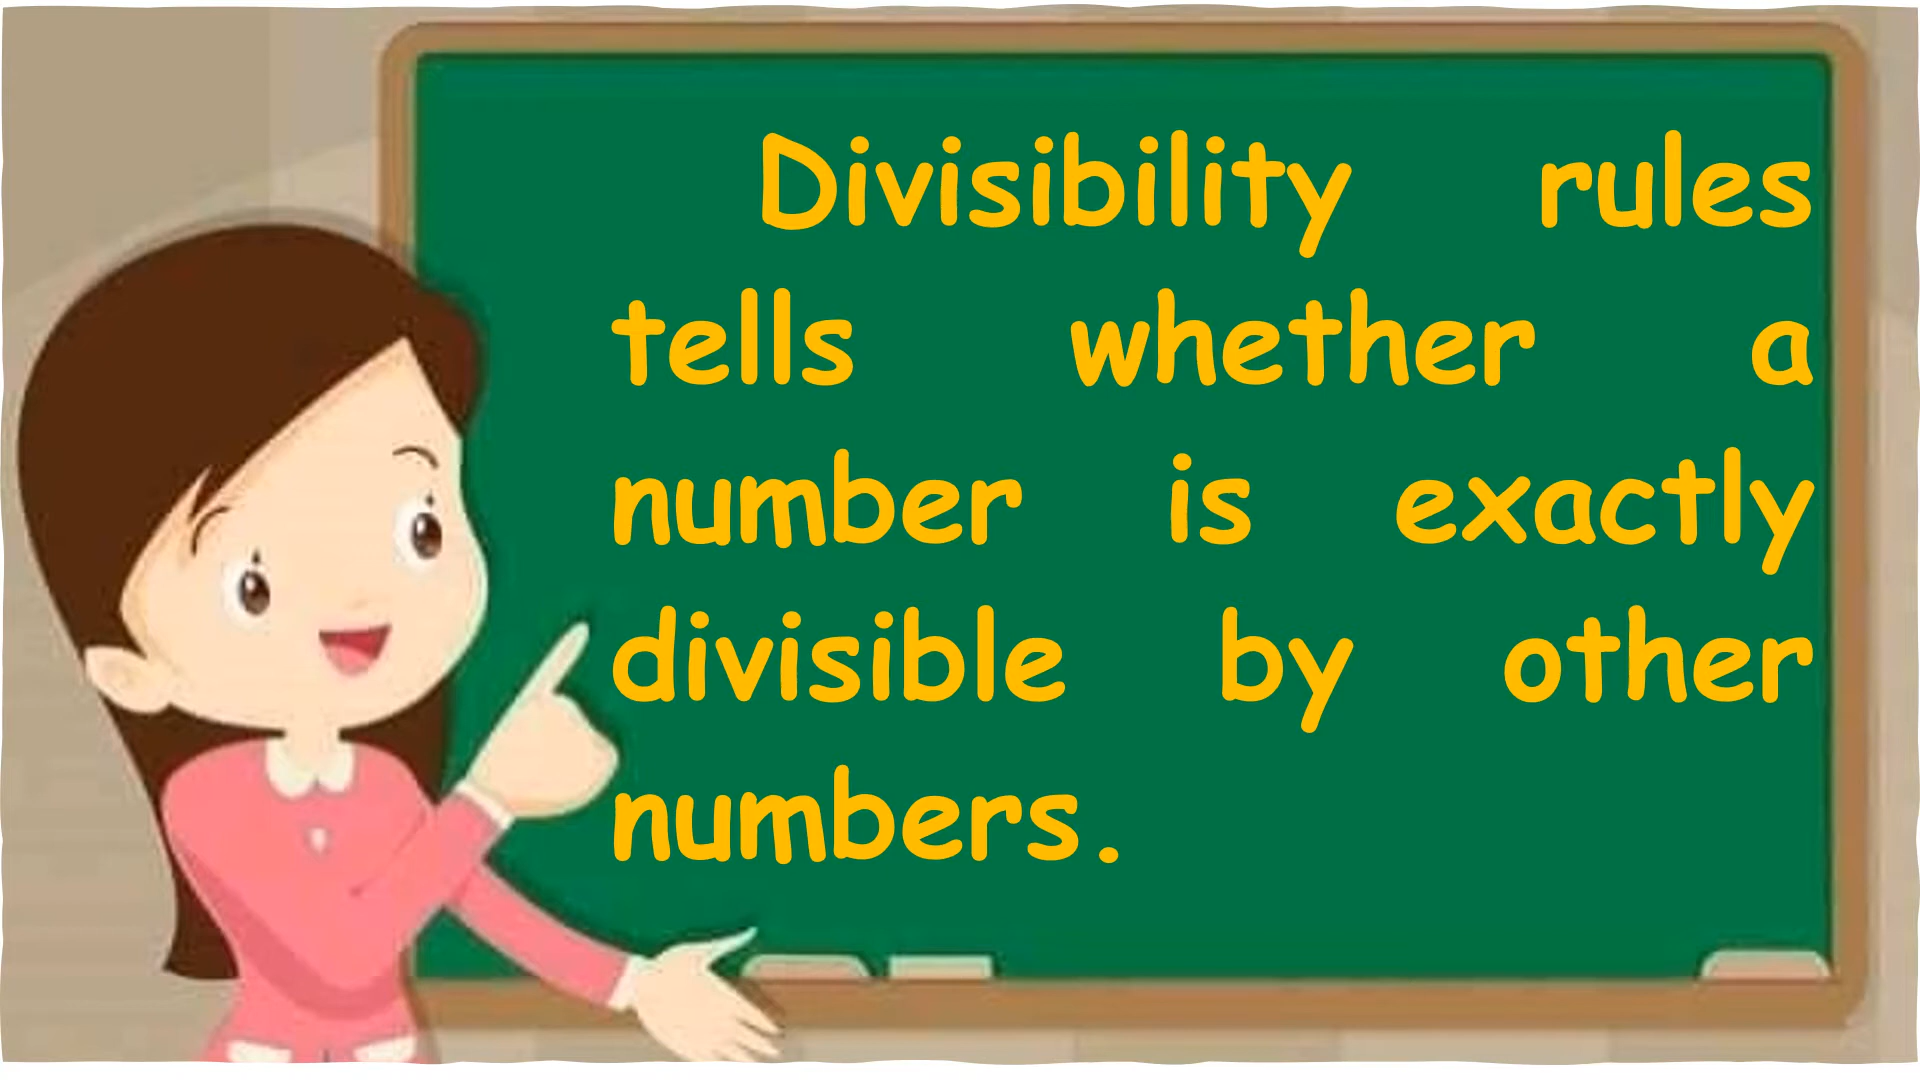 Divisibility rules
tells whether a
number is exactly
divisible by other
numbers.